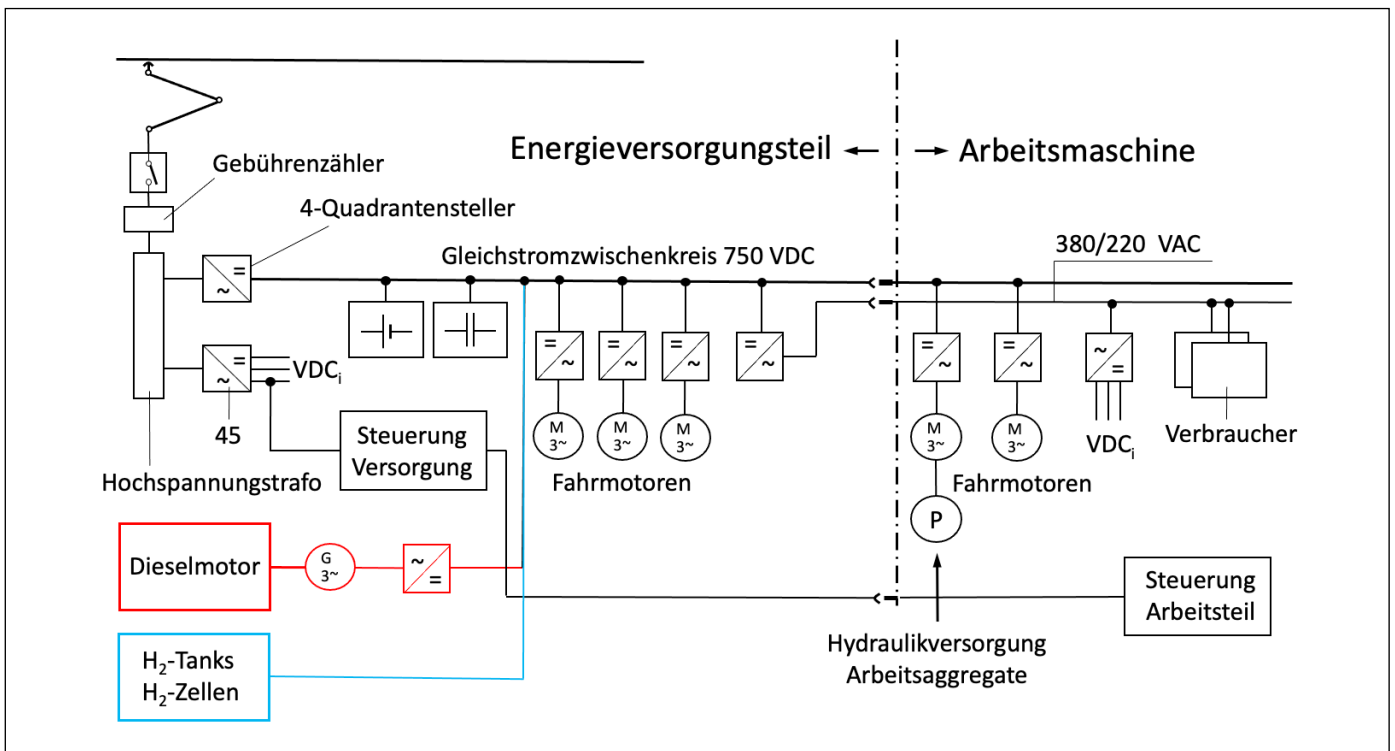 Energieversorgungsteil
Arbeitsmaschine
Gebührenzähler
4-Quadrantensteller
Gleichstromzwischenkreis 750 VDC
380/220 VAC
=
~
=
~
VDCᵢ
45
Hochspannungstrafo
Steuerung
Versorgung
=
~
=
~
=
~
=
~
M
3~
M
3~
M
3~
Fahrmotoren
=
~
=
~
~
=
M
3~
M
3~
VDCᵢ
Verbraucher
Fahrmotoren
P
Dieselmotor
G
3~
~
=
Steuerung
Arbeitsteil
Hydraulikversorgung
Arbeitsaggregate
H₂-Tanks
H₂-Zellen